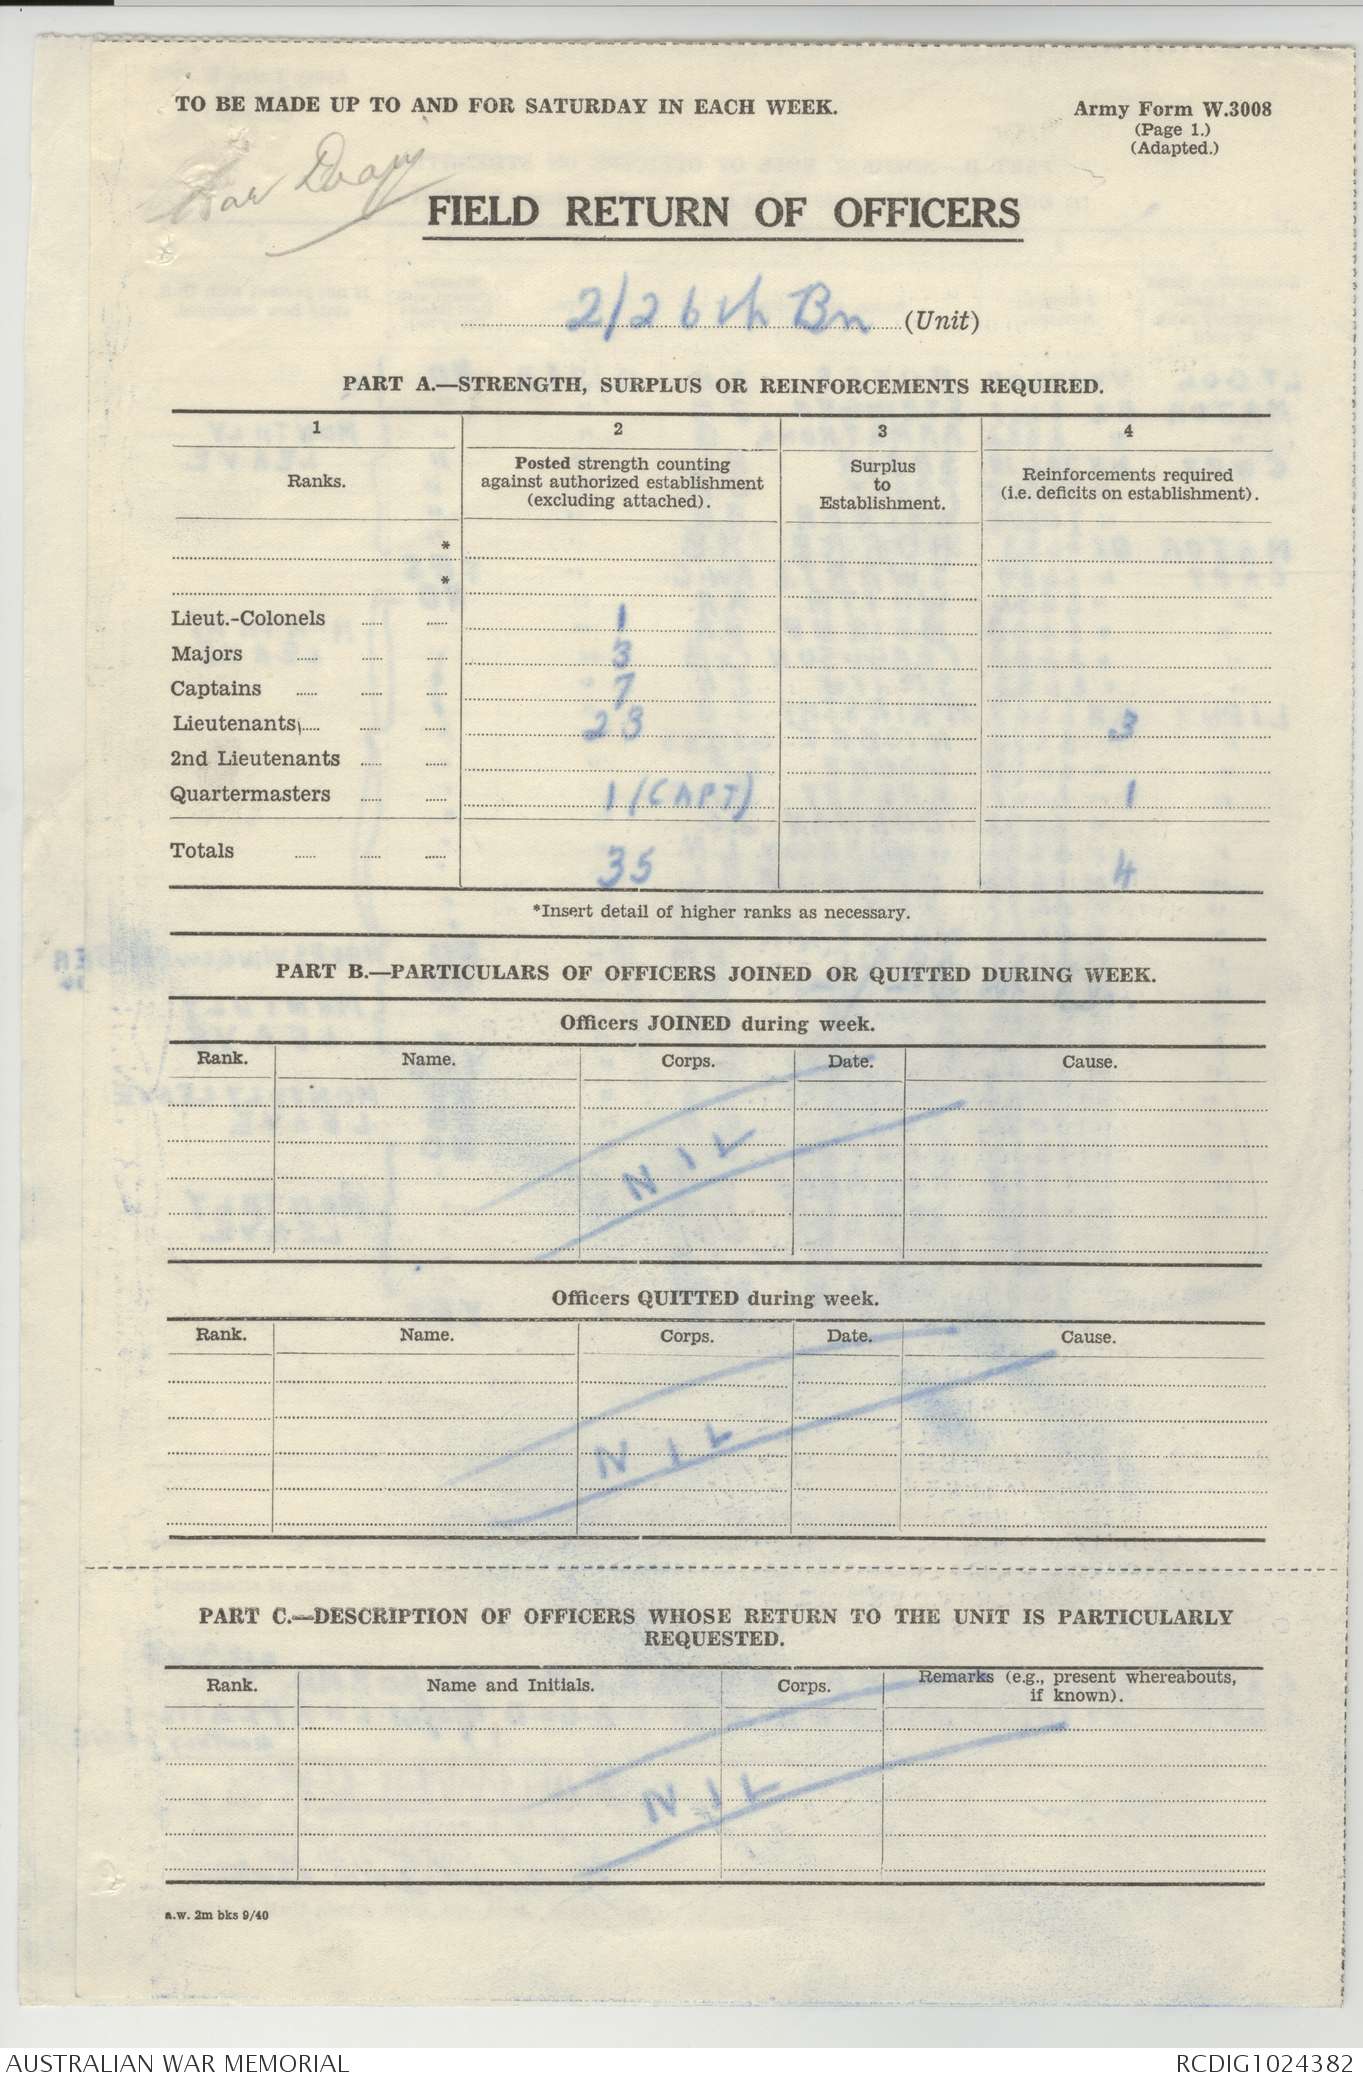 TO BE MADE UP TO AND FOR SATURDAY IN EACH WEEK.
Army Form W.3008
(Page 1.)
(Adapted.)
FIELD RETURN OF OFFICERS
2/26th Bn (Unit)
PART A.—STRENGTH, SURPLUS OR REINFORCEMENTS REQUIRED.
1 2 3 4
Ranks.
Posted strength counting
against authorized establishment
(excluding attached).
Surplus
to
Establishment.
Reinforcements required
(i.e. deficits on establishment).
*
*
Lieut.-Colonels 1
Majors 3
Captains 7
Lieutenants 23 3
2nd Lieutenants
Quartermasters 1 (CAPT) 1
Totals 35 4
*Insert detail of higher ranks as necessary.
PART B.—PARTICULARS OF OFFICERS JOINED OR QUITTED DURING WEEK.
Officers JOINED during week.
Rank. Name. Corps. Date. Cause.
NIL
Officers QUITTED during week.
Rank. Name. Corps. Date. Cause.
NIL
PART C.—DESCRIPTION OF OFFICERS WHOSE RETURN TO THE UNIT IS PARTICULARLY
REQUESTED.
Rank. Name and Initials. Corps. Remarks (e.g., present whereabouts,
if known).
NIL
a.w. 2m bks 9/40
AUSTRALIAN WAR MEMORIAL RCDIG1024382